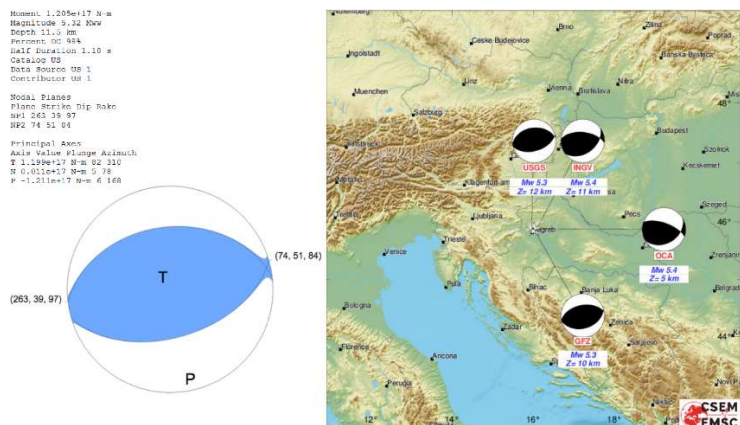 Moment 1.205e+17 N-m
Magnitude 5.32 Mww
Depth 11.5 km
Percent DC 98%
Half Duration 1.10 s
Catalog US
Data Source US 1
Contributor US 1
Nodal Planes
Plane Strike Dip Rake
NP1 263 39 97
NP2 74 51 84
Principal Axes
Axis Value Plunge Azimuth
T 1.199e+17 N-m 82 310
N 0.011e+17 N-m 5 78
P -1.211e+17 N-m 6 168
T
P
(74, 51, 84)
(263, 39, 97)
Ingolstadt
Ceske Budejovice
Brno
Zilina
Poprad
Banska-Bystrica
Muenchen
Linz
Vienna
Nitra
Bratislava
Salzburg
48°
Innsbruck
Budapest
Szolnok
Kecskemet
USGS
INGV
Mw 5.3
Z= 12 km
Mw 5.4
Z= 11 km
Klagenfurt-am
Ljubljana
Pecs
Szeged
46°
Trieste
Venice
OCA
Mw 5.4
Z= 5 km
Zrenjanin
Belgrad
Pula
Bihac
Banja Luka
Bologna
Zadar
GFZ
Mw 5.3
Z= 10 km
Zenica
Sarajevo
44°
Florence
Ancona
Perugia
Niksic
12°
14°
16°
18°
CSEM
EMSC